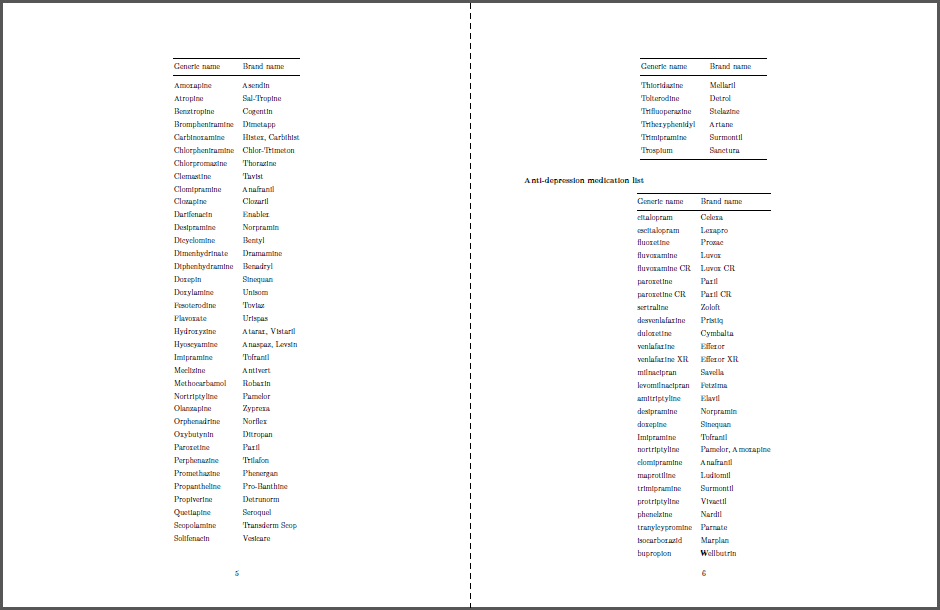 Generic name Brand name
Amoxapine Asendin
Atropine Sal-Tropine
Benztropine Cogentin
Brompheniramine Dimetapp
Carbinoxamine Histex, Carbihist
Chlorpheniramine Chlor-Trimeton
Chlorpromazine Thorazine
Clemastine Tavist
Clomipramine Anafranil
Clozapine Clozaril
Darifenacin Enablex
Desipramine Norpramin
Dicyclomine Bentyl
Dimenhydrinate Dramamine
Diphenhydramine Benadryl
Doxepin Sinequan
Doxylamine Unisom
Fesoterodine Toviaz
Flavoxate Urispas
Hydroxyzine Atarax, Vistaril
Hyoscyamine Anaspaz, Levsin
Imipramine Tofranil
Meclizine Antivert
Methocarbamol Robaxin
Nortriptyline Pamelor
Olanzapine Zyprexa
Orphenadrine Norflex
Oxybutynin Ditropan
Paroxetine Paxil
Perphenazine Trilafon
Promethazine Phenergan
Propantheline Pro-Banthine
Propiverine Detrunorm
Quetiapine Seroquel
Scopolamine Transderm Scop
Solifenacin Vesicare
5
Generic name Brand name
Thioridazine Mellaril
Tolterodine Detrol
Trifluoperazine Stelazine
Trihexyphenidyl Artane
Trimipramine Surmontil
Trospium Sanctura
Anti-depression medication list
Generic name Brand name
citalopram Celexa
escitalopram Lexapro
fluoxetine Prozac
fluvoxamine Luvox
fluvoxamine CR Luvox CR
paroxetine Paxil
paroxetine CR Paxil CR
sertraline Zoloft
desvenlafaxine Pristiq
duloxetine Cymbalta
venlafaxine Effexor
venlafaxine XR Effexor XR
milnacipran Savella
levomilnacipran Fetzima
amitriptyline Elavil
desipramine Norpramin
doxepine Sinequan
Imipramine Tofranil
nortriptyline Pamelor, Amoxapine
clomipramine Anafranil
maprotiline Ludiomil
trimipramine Surmontil
protriptyline Vivactil
phenelzine Nardil
tranylcypromine Parnate
isocarboxazid Marplan
bupropion Wellbutrin
6